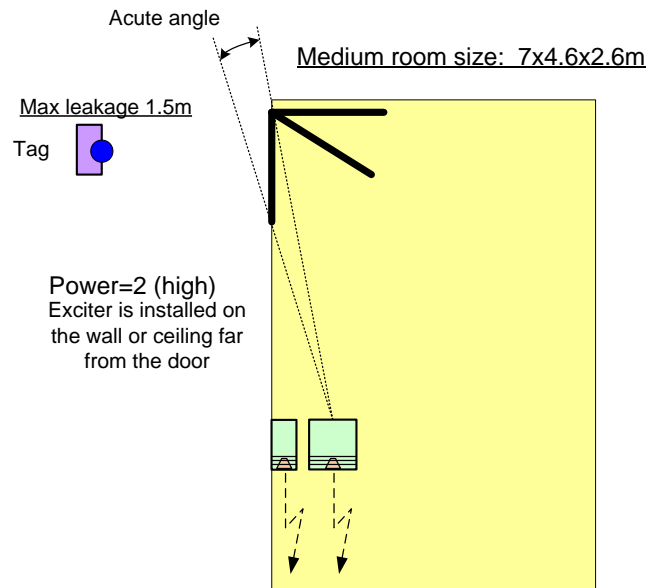 Acute angle
Medium room size:  7x4.6x2.6m
Max leakage 1.5m
Tag
Power=2 (high)
Exciter is installed on
the wall or ceiling far
from the door